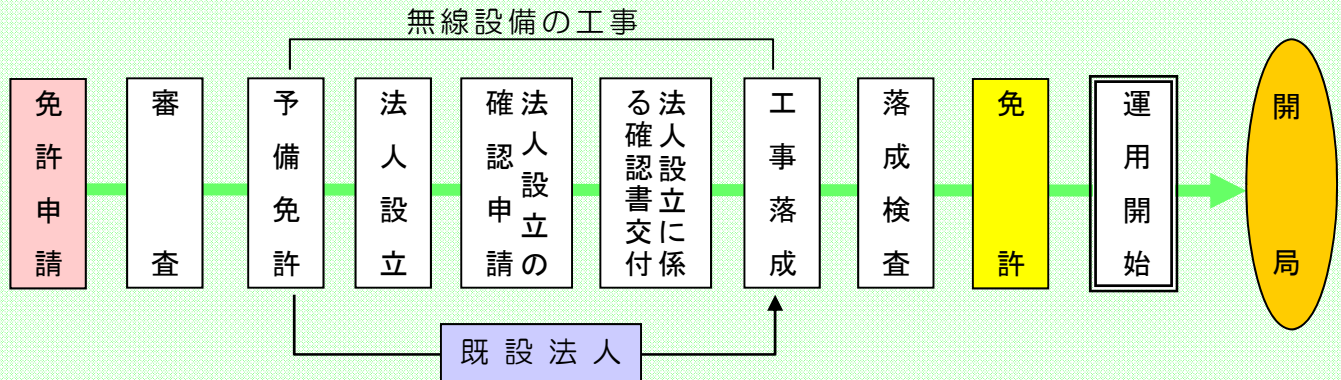 無線設備の工事
免許申請
審査
予備免許
法人設立
法人設立の
確認申請
法人設立に係
る確認書交付
工事落成
落成検査
免許
運用開始
開局
既設法人